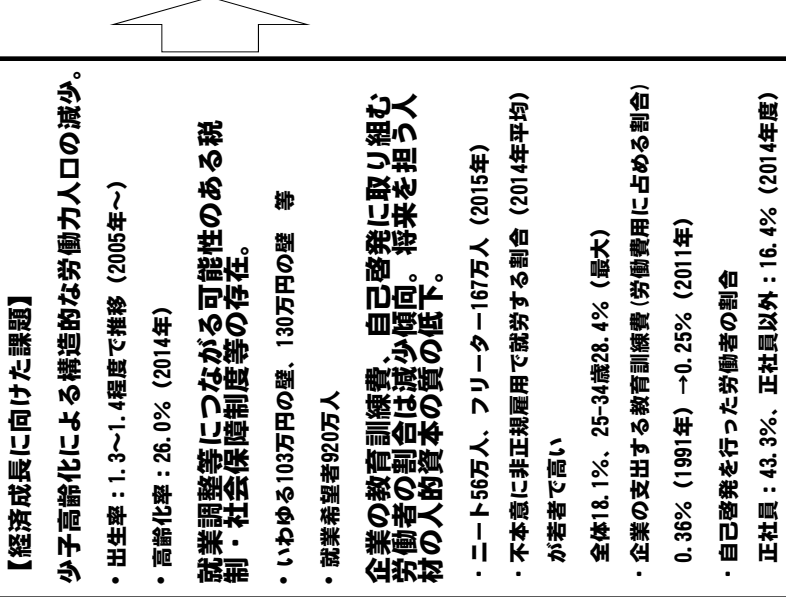 【経済成長に向けた課題】
少子高齢化による構造的な労働力人口の減少。
・出生率：1.3～1.4程度で推移（2005年～）
・高齢化率：26.0％（2014年）
就業調整等につながる可能性のある税
制・社会保障制度等の存在。
・いわゆる103万円の壁、130万円の壁　等
・就業希望者920万人
企業の教育訓練費、自己啓発に取り組む
労働者の割合は減少傾向。将来を担う人
材の人的資本の質の低下。
・ニート56万人、フリーター167万人（2015年）
・不本意に非正規雇用で就労する割合（2014年平均）
が若者で高い
全体18.1％、25-34歳28.4％（最大）
・企業の支出する教育訓練費(労働費用に占める割合)
0.36％（1991年）→0.25％（2011年）
・自己啓発を行った労働者の割合
正社員：43.3％、正社員以外：16.4％（2014年度）